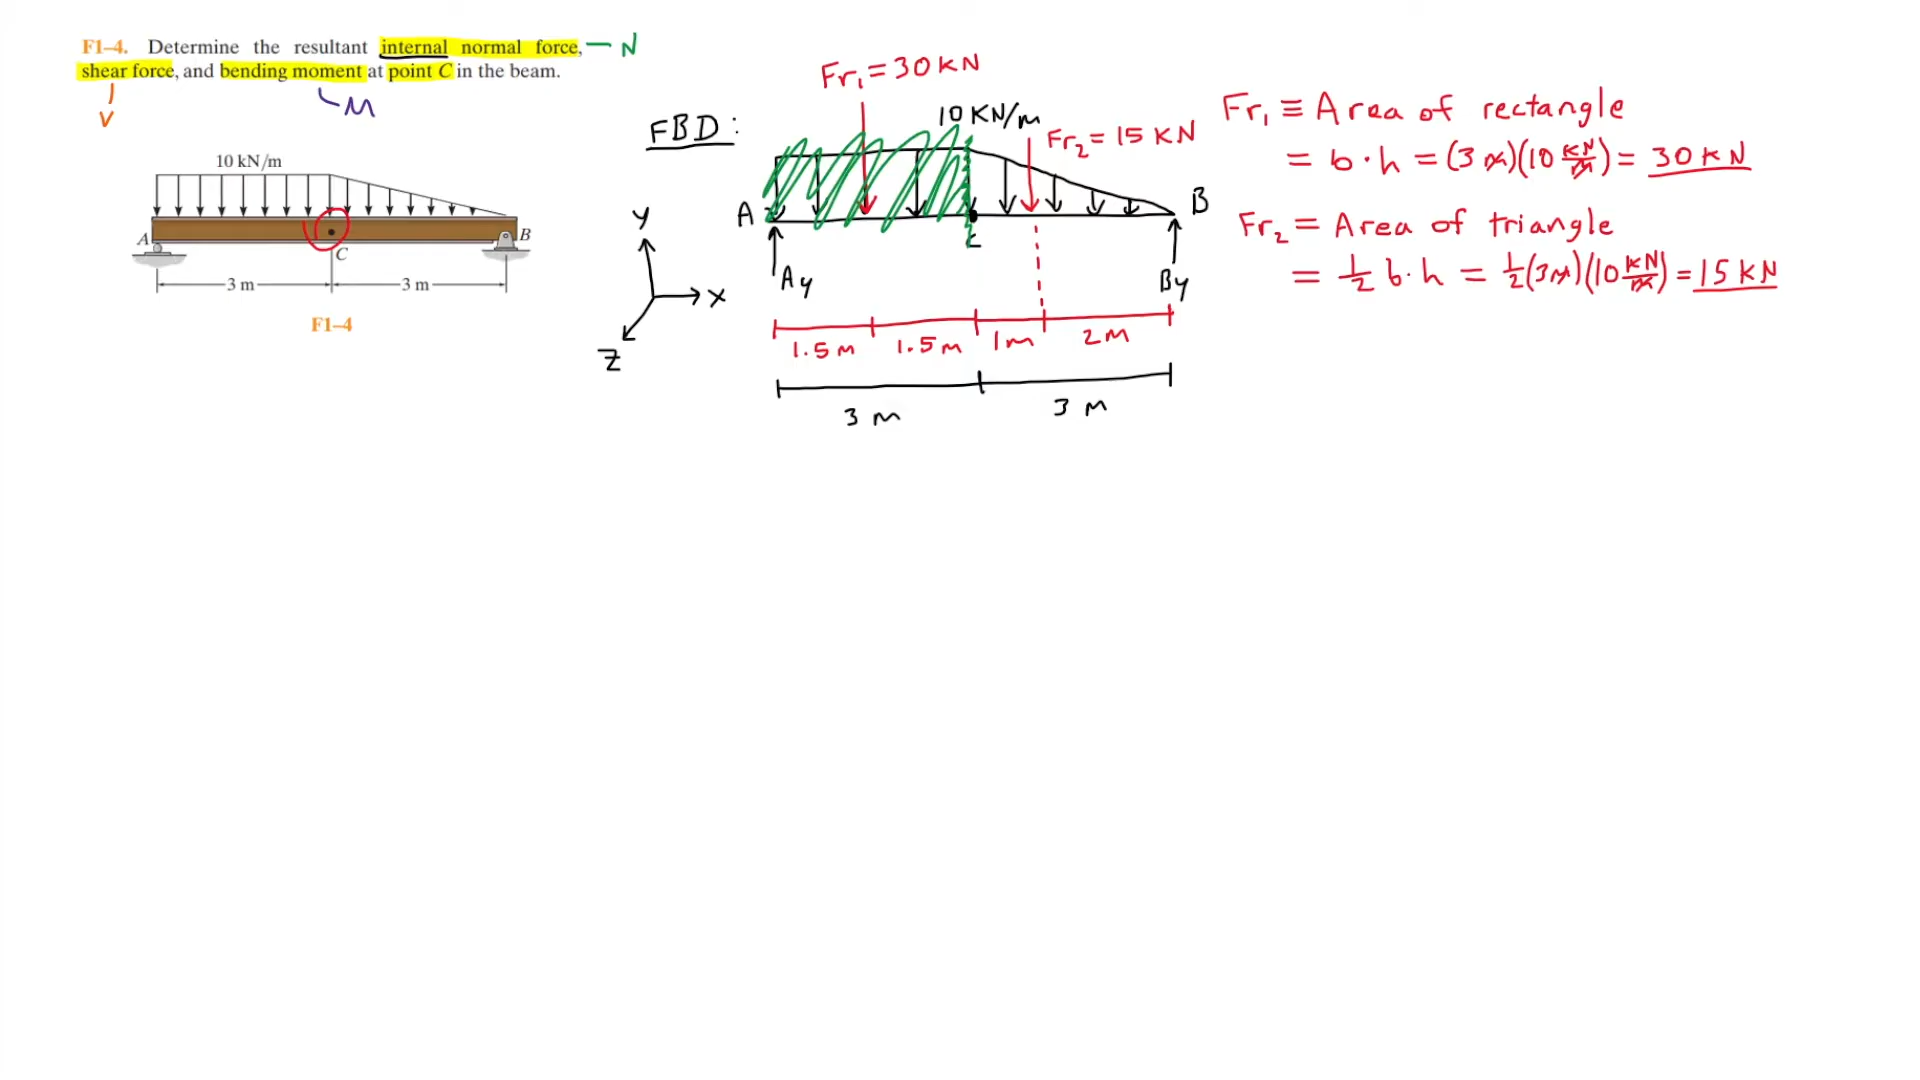 F1–4. Determine the resultant internal normal force, — N
shear force, and bending moment at point C in the beam.
V
M
10 kN/m
A
B
C
3 m
3 m
F1–4
FBD:
Fr₁ = 30 KN
10 KN/m
Fr₂ = 15 KN
A
B
C
Ay
By
y
x
z
1.5 m
1.5 m
1m
2m
3 m
3 m
Fr₁ ≡ Area of rectangle
= b·h = (3 m)(10 KN/m) = 30 KN
Fr₂ = Area of triangle
= 1/2 b·h = 1/2(3m)(10 KN/m) = 15 KN